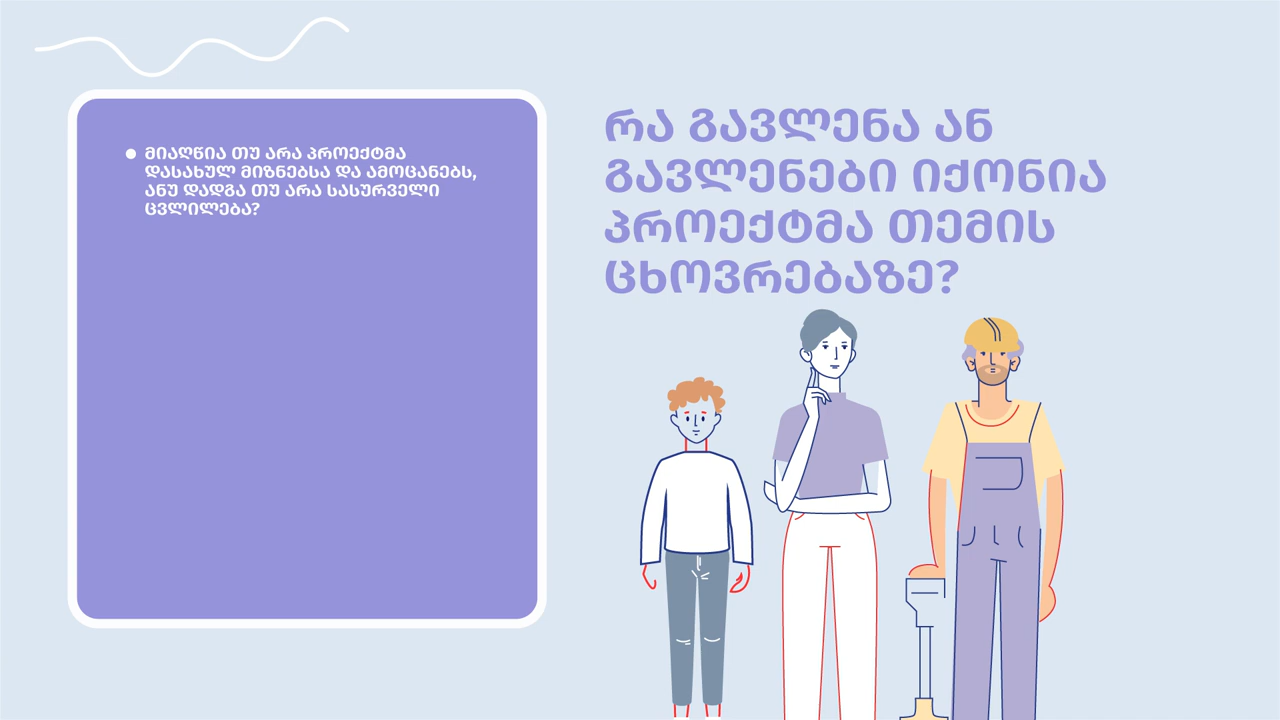 რა გავლენა ან
გავლენები იქონია
პროექტმა თემის
ცხოვრებაზე?
მიაღწია თუ არა პროექტმა
დასახულ მიზნებსა და ამოცანებს,
ანუ დადგა თუ არა სასურველი
ცვლილება?